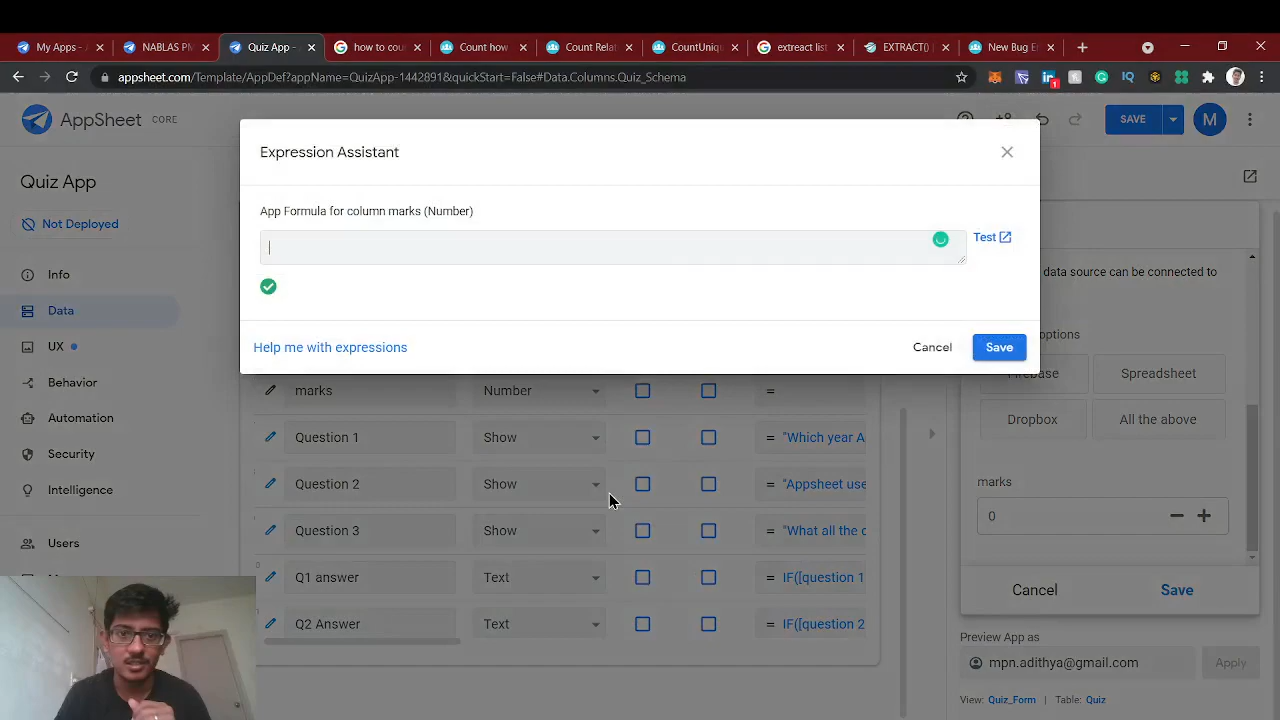 My Apps -
NABLAS PM
Quiz App -
how to cou
Count how
Count Rela
CountUniq
extreact list
EXTRACT()
New Bug E
appsheet.com/Template/AppDef?appName=QuizApp-1442891&quickStart=False#Data.Columns.Quiz_Schema
1
AppSheet CORE
SAVE
M
Quiz App
Not Deployed
Info
Data
UX
Behavior
Automation
Security
Intelligence
Users
Expression Assistant
App Formula for column marks (Number)
Test
Help me with expressions
Cancel
Save
marks Number =
Question 1 Show = "Which year A
Question 2 Show = "Appsheet use
Question 3 Show = "What all the c
Q1 answer Text = IF([question 1
Q2 Answer Text = IF([question 2
data source can be connected to
options
Firebase
Spreadsheet
Dropbox
All the above
marks
0
Cancel
Save
Preview App as
mpn.adithya@gmail.com
Apply
View: Quiz_Form | Table: Quiz